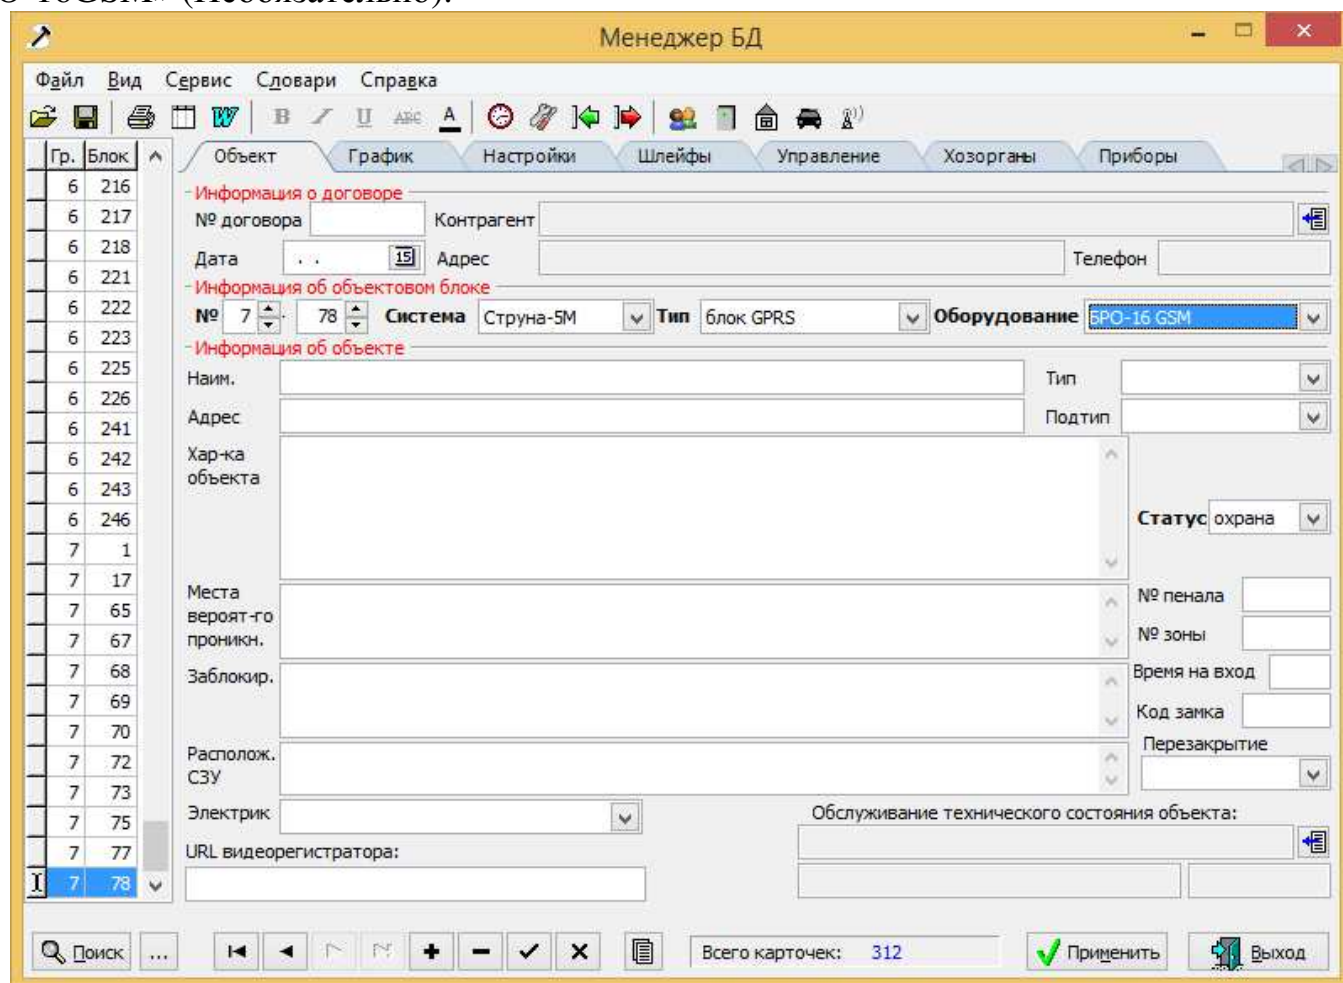 О-16GSM» (Необязательно).
Менеджер БД
Файл Вид Сервис Словари Справка
B I U ABC A
Гр. Блок Объект График Настройки Шлейфы Управление Хозорганы Приборы
6 216
6 217
6 218
6 221
6 222
6 223
6 225
6 226
6 241
6 242
6 243
6 246
7 1
7 17
7 65
7 67
7 68
7 69
7 70
7 72
7 73
7 75
7 77
7 78
Информация о договоре
№ договора Контрагент
Дата . . 15 Адрес Телефон
Информация об объектовом блоке
№ 7 . 78 Система Струна-5М Тип блок GPRS Оборудование БРО-16 GSM
Информация об объекте
Наим. Тип
Адрес Подтип
Хар-ка
объекта
Статус охрана
Места
вероят-го
проникн.
№ пенала
№ зоны
Заблокир.
Время на вход
Код замка
Располож.
СЗУ
Перезакрытие
Электрик
Обслуживание технического состояния объекта:
URL видеорегистратора:
Поиск ... Всего карточек: 312 Применить Выход